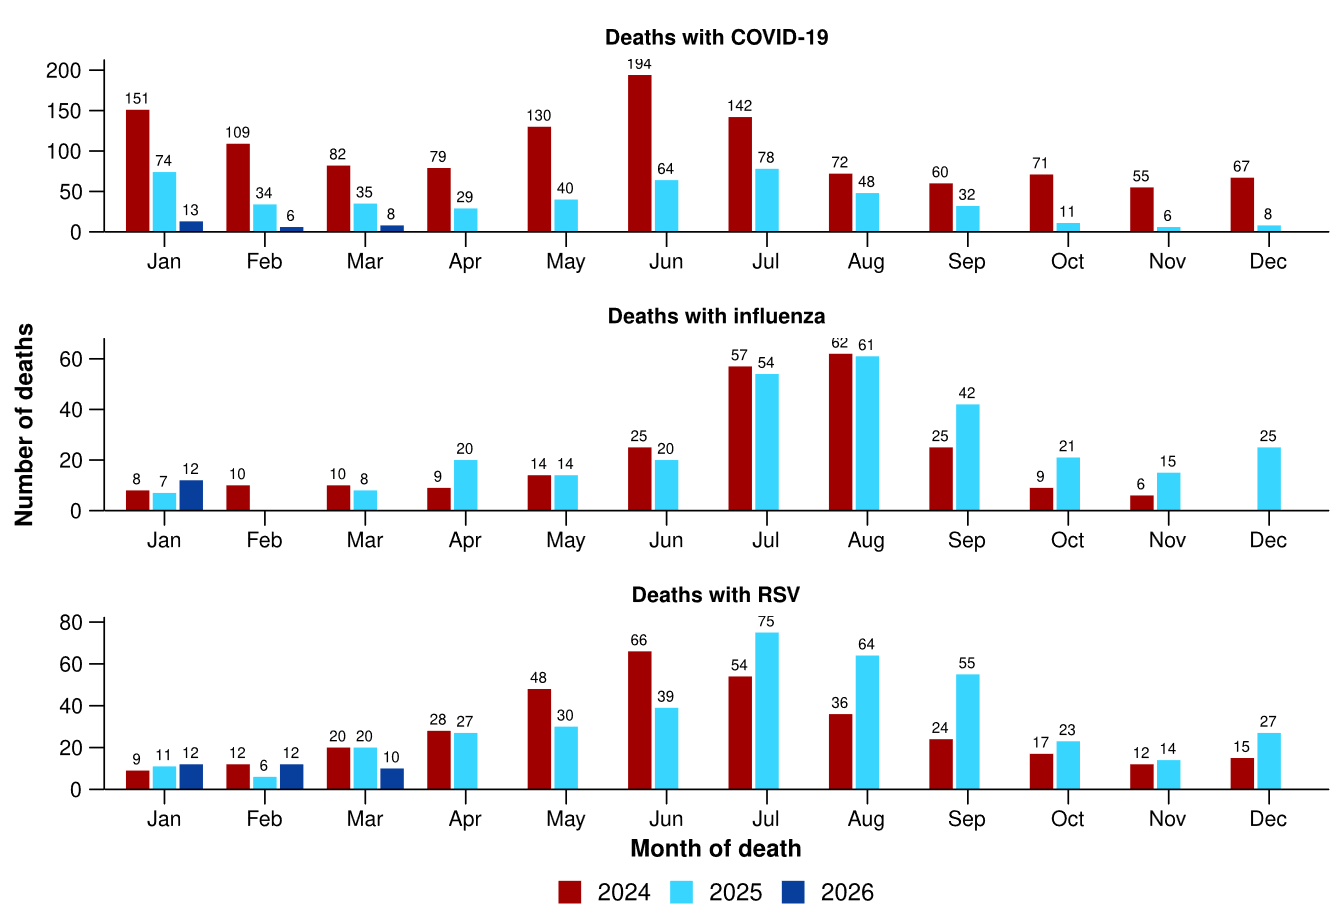 Deaths with COVID-19
200
150
100
50
0
151 74 13 109 34 6 82 35 8 79 29 130 40 194 64 142 78 72 48 60 32 71 11 55 6 67 8
Jan Feb Mar Apr May Jun Jul Aug Sep Oct Nov Dec
Number of deaths
Deaths with influenza
60
40
20
0
8 7 12 10 10 8 9 20 14 14 25 20 57 54 62 61 25 42 9 21 6 15 25
Jan Feb Mar Apr May Jun Jul Aug Sep Oct Nov Dec
Deaths with RSV
80
60
40
20
0
9 11 12 12 6 12 20 20 10 28 27 48 30 66 39 54 75 36 64 24 55 17 23 12 14 15 27
Jan Feb Mar Apr May Jun Jul Aug Sep Oct Nov Dec
Month of death
2024 2025 2026